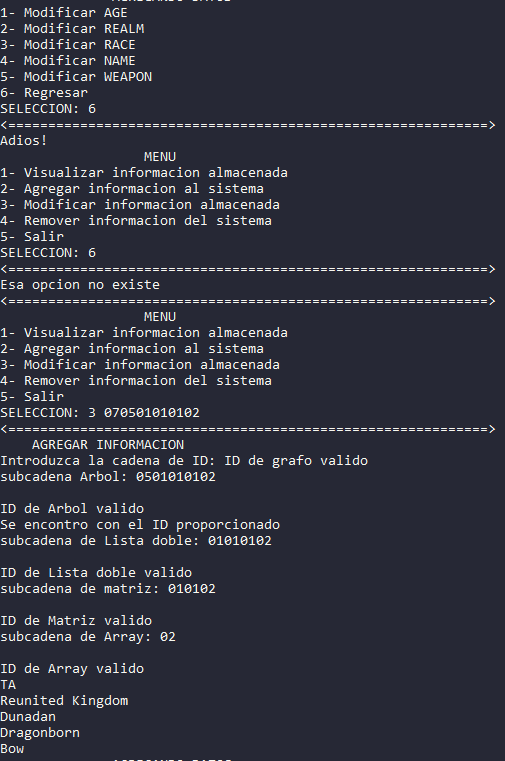 AGREGANDO DATOS
1- Modificar AGE
2- Modificar REALM
3- Modificar RACE
4- Modificar NAME
5- Modificar WEAPON
6- Regresar
SELECCION: 6
<============================================================>
Adios!
MENU
1- Visualizar informacion almacenada
2- Agregar informacion al sistema
3- Modificar informacion almacenada
4- Remover informacion del sistema
5- Salir
SELECCION: 6
<============================================================>
Esa opcion no existe
<============================================================>
MENU
1- Visualizar informacion almacenada
2- Agregar informacion al sistema
3- Modificar informacion almacenada
4- Remover informacion del sistema
5- Salir
SELECCION: 3 070501010102
<============================================================>
AGREGAR INFORMACION
Introduzca la cadena de ID: ID de grafo valido
subcadena Arbol: 0501010102
ID de Arbol valido
Se encontro con el ID proporcionado
subcadena de Lista doble: 01010102
ID de Lista doble valido
subcadena de matriz: 010102
ID de Matriz valido
subcadena de Array: 02
ID de Array valido
TA
Reunited Kingdom
Dunadan
Dragonborn
Bow
AGREGANDO DATOS